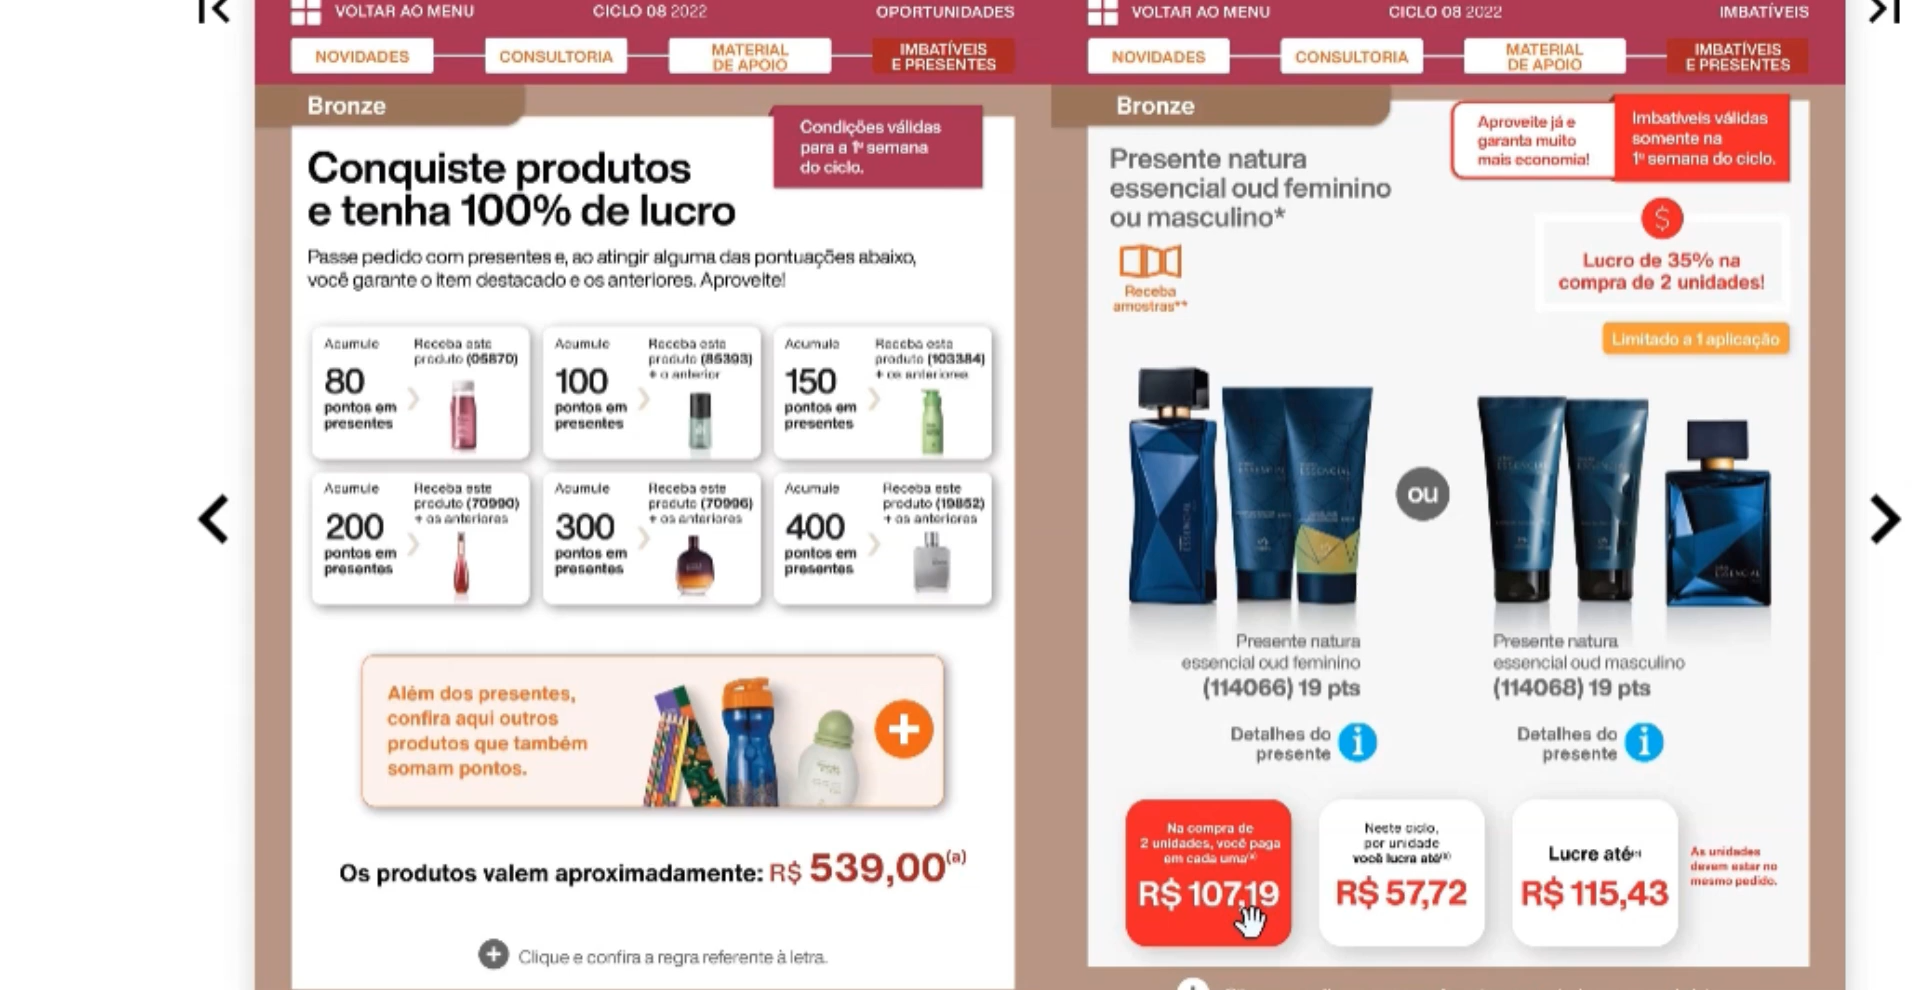 VOLTAR AO MENU
CICLO 08 2022
OPORTUNIDADES
NOVIDADES
CONSULTORIA
MATERIAL
DE APOIO
IMBATÍVEIS
E PRESENTES
Bronze
Condições válidas
para a 1ª semana
do ciclo.
Conquiste produtos
e tenha 100% de lucro
Passe pedido com presentes e, ao atingir alguma das pontuações abaixo,
você garante o item destacado e os anteriores. Aproveite!
Acumule
80
pontos em
presentes
Receba este
produto (05870)
Acumule
100
pontos em
presentes
Receba este
produto (85393)
+ o anterior
Acumule
150
pontos em
presentes
Receba este
produto (103384)
+ os anteriores
Acumule
200
pontos em
presentes
Receba este
produto (70990)
+ os anteriores
Acumule
300
pontos em
presentes
Receba este
produto (70996)
+ os anteriores
Acumule
400
pontos em
presentes
Receba este
produto (19852)
+ os anteriores
Além dos presentes,
confira aqui outros
produtos que também
somam pontos.
Os produtos valem aproximadamente: R$ 539,00(a)
Clique e confira a regra referente à letra.
VOLTAR AO MENU
CICLO 08 2022
IMBATÍVEIS
NOVIDADES
CONSULTORIA
MATERIAL
DE APOIO
IMBATÍVEIS
E PRESENTES
Bronze
Aproveite já e
garanta muito
mais economia!
Imbatíveis válidas
somente na
1ª semana do ciclo.
Presente natura
essencial oud feminino
ou masculino*
Receba
amostras**
$
Lucro de 35% na
compra de 2 unidades!
Limitado a 1 aplicação
ESSENCIAL
ESSENCIAL
ou
ESSENCIAL
ESSENCIAL
Presente natura
essencial oud feminino
(114066) 19 pts
Presente natura
essencial oud masculino
(114068) 19 pts
Detalhes do
presente
Detalhes do
presente
Na compra de
2 unidades, você paga
em cada uma
R$ 107,19
Neste ciclo,
por unidade
você lucra até
R$ 57,72
Lucre até
R$ 115,43
As unidades
devem estar no
mesmo pedido.